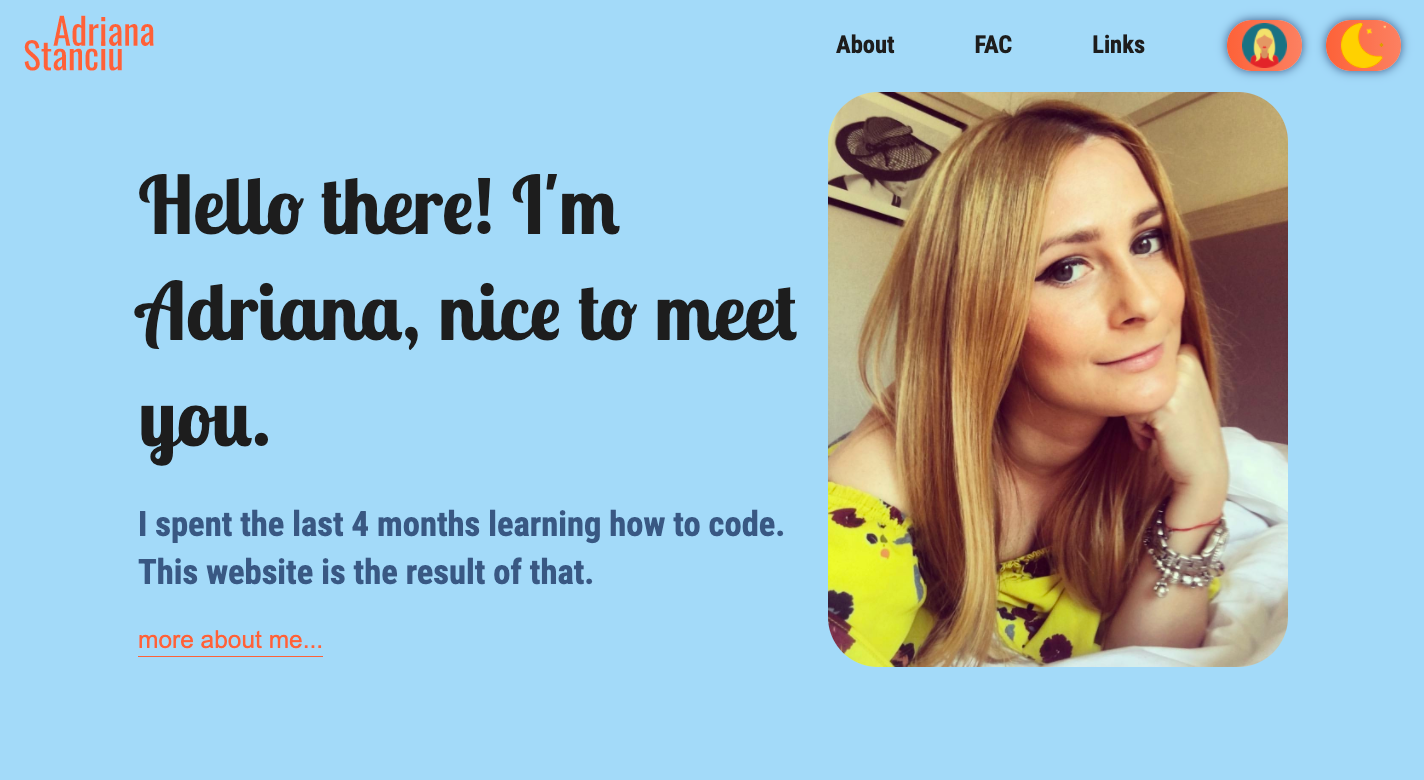 Adriana
Stanciu
About FAC Links
Hello there! I'm
Adriana, nice to meet
you.
I spent the last 4 months learning how to code.
This website is the result of that.
more about me...